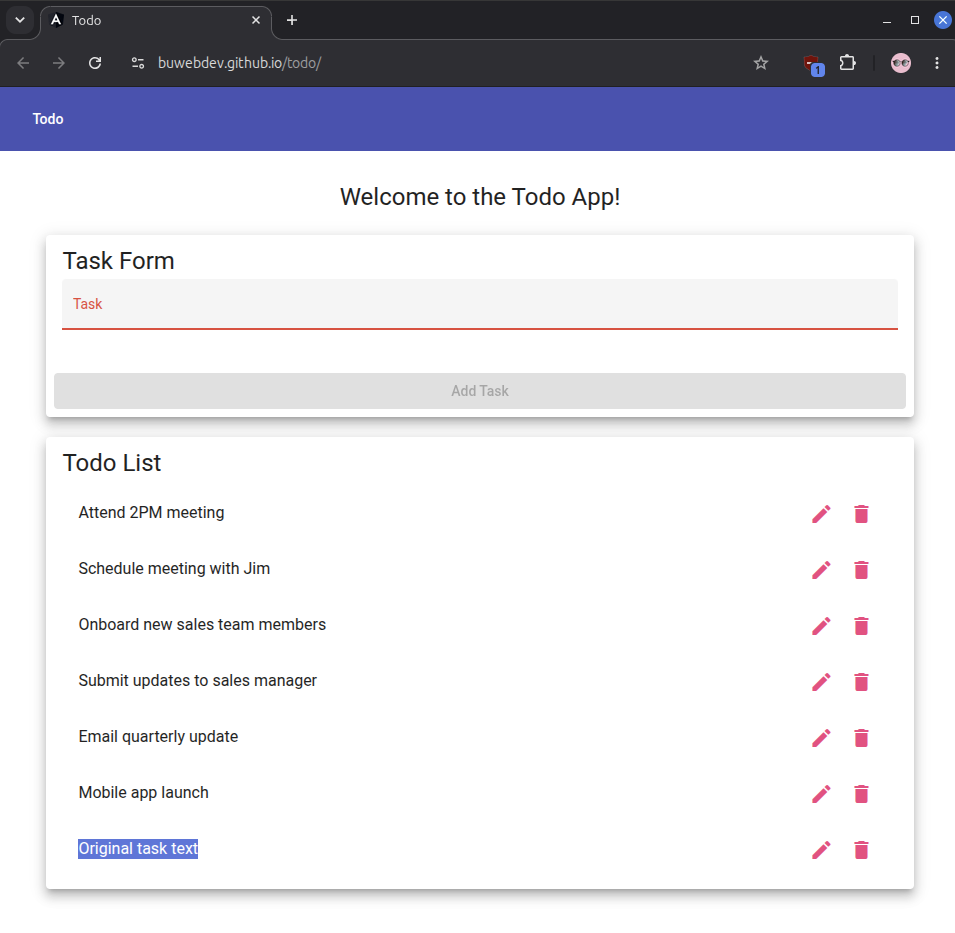 Todo
buwebdev.github.io/todo/
1
Todo
Welcome to the Todo App!
Task Form
Task
Add Task
Todo List
Attend 2PM meeting
Schedule meeting with Jim
Onboard new sales team members
Submit updates to sales manager
Email quarterly update
Mobile app launch
Original task text